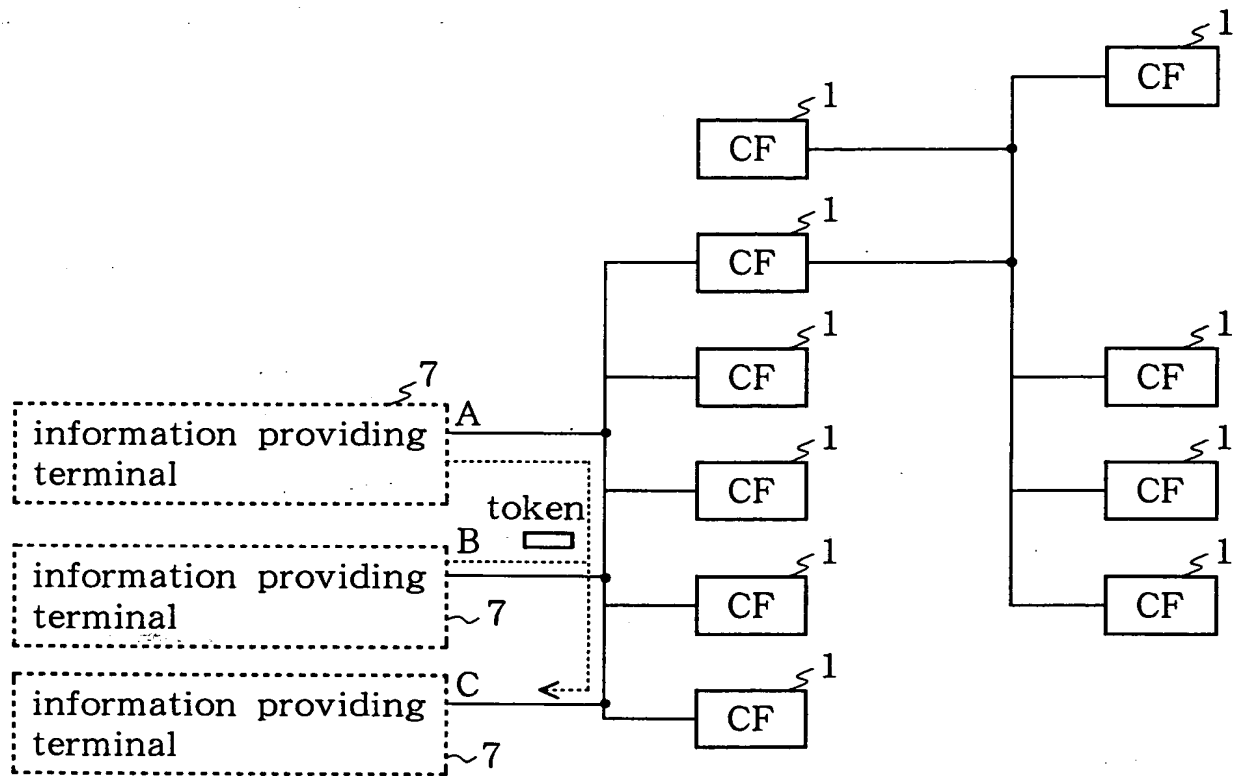 1
CF
1
CF
1
CF
1
CF
1
CF
7
A
information providing
terminal
1
CF
1
CF
token
B
information providing
terminal
7
1
CF
1
CF
C
information providing
terminal
7
1
CF